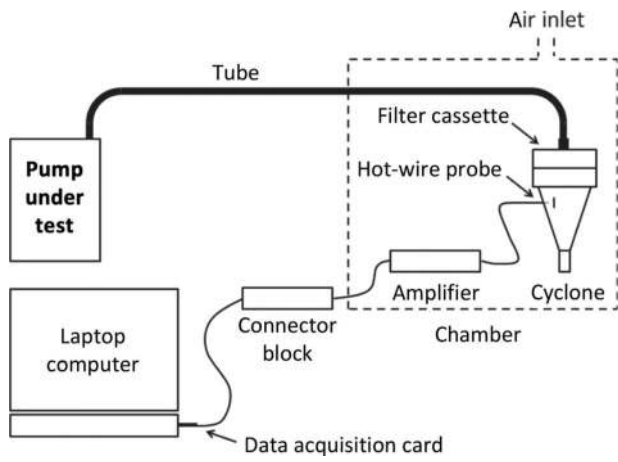 Air inlet
Tube
Filter cassette
Pump
under
test
Hot-wire probe
Amplifier
Cyclone
Connector
block
Chamber
Laptop
computer
Data acquisition card